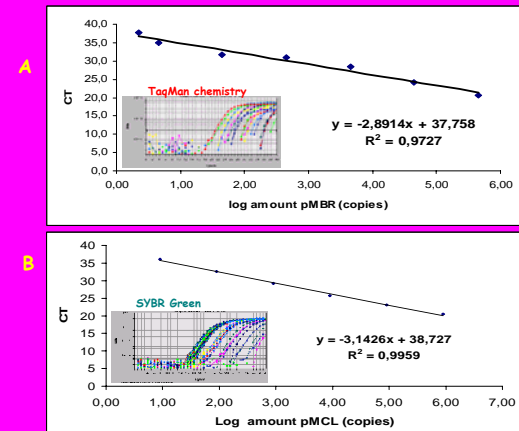 A
40,0
35,0
30,0
25,0
20,0
15,0
10,0
5,0
0,0
CT
TaqMan chemistry
y = -2,8914x + 37,758
R² = 0,9727
0,00 1,00 2,00 3,00 4,00 5,00 6,00
log amount pMBR (copies)
B
40
35
30
25
20
15
10
5
0
CT
SYBR Green
y = -3,1426x + 38,727
R² = 0,9959
0,00 1,00 2,00 3,00 4,00 5,00 6,00 7,00
Log amount pMCL (copies)